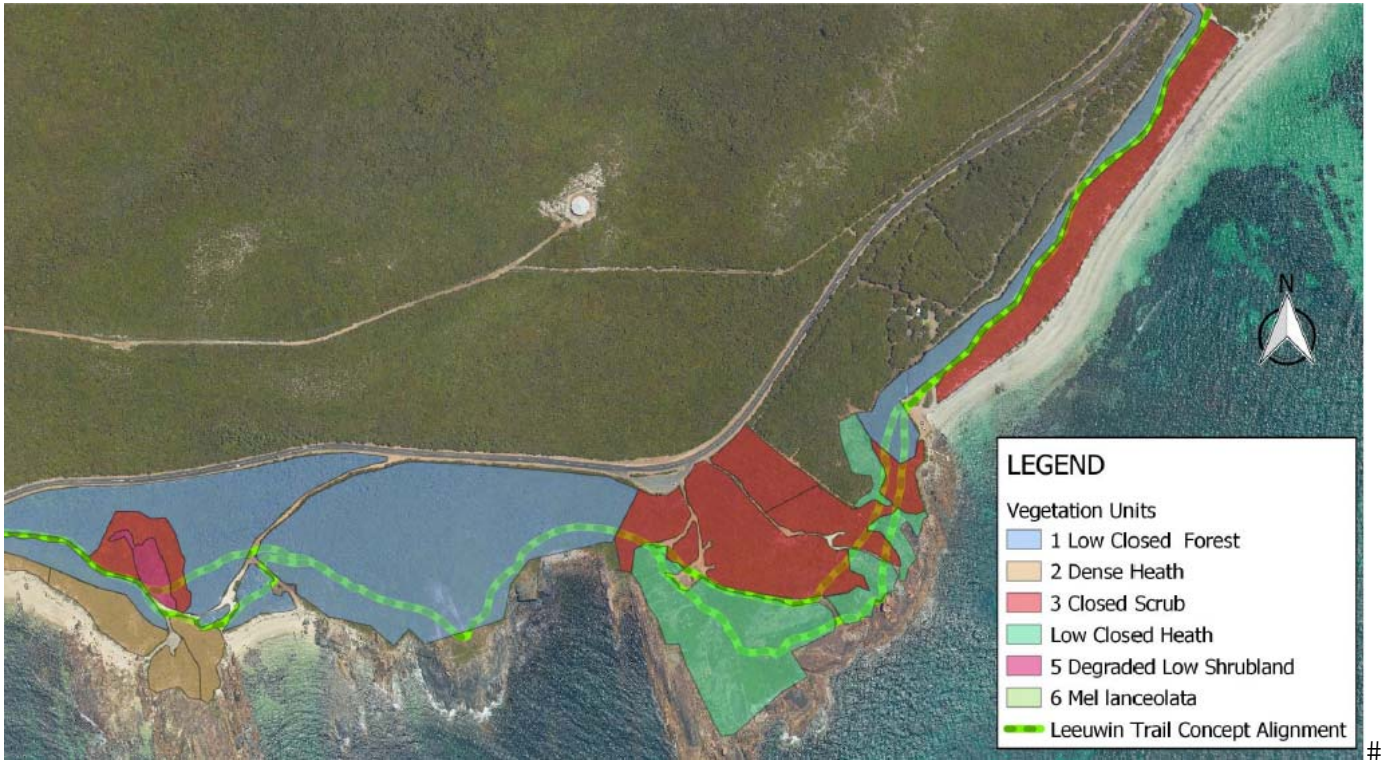 N
LEGEND
Vegetation Units
1 Low Closed Forest
2 Dense Heath
3 Closed Scrub
Low Closed Heath
5 Degraded Low Shrubland
6 Mel lanceolata
Leeuwin Trail Concept Alignment
#